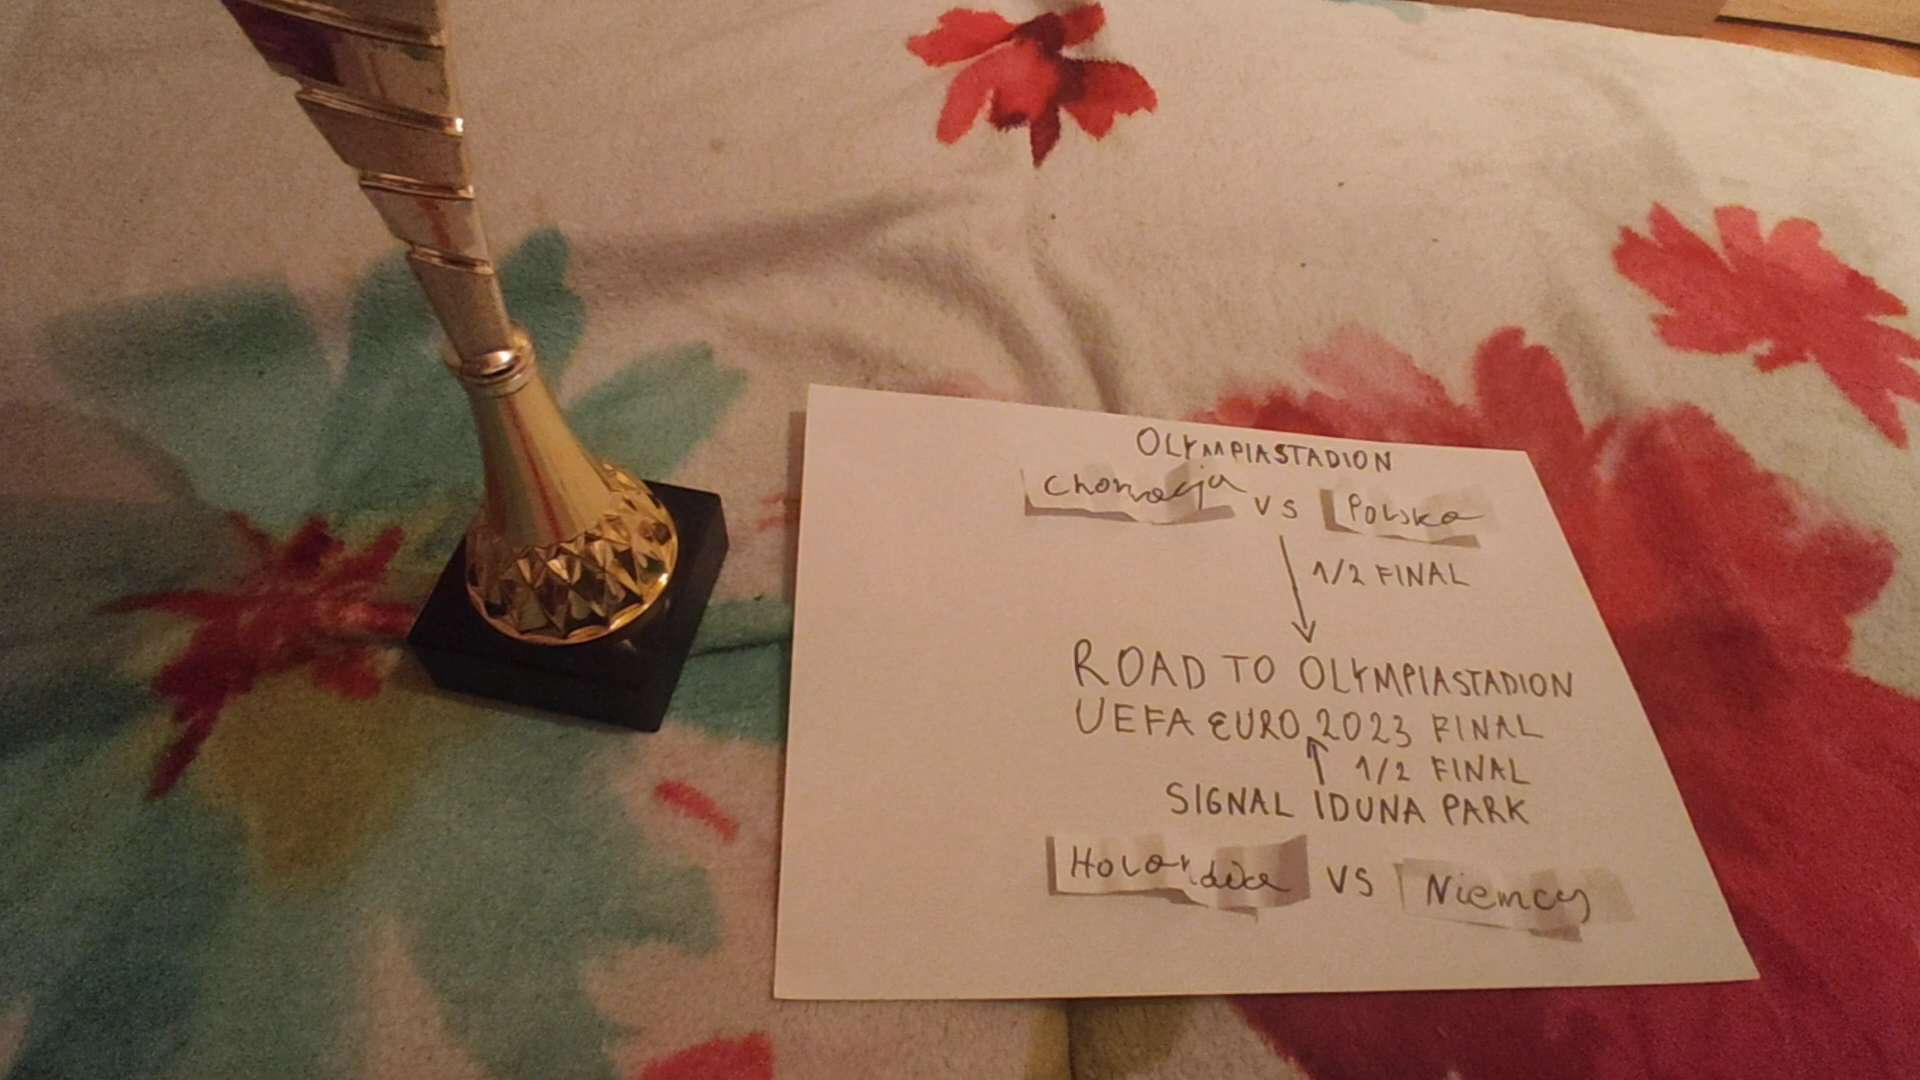 OLYMPIASTADION
Chorwacja VS Polska
1/2 FINAL
ROAD TO OLYMPIASTADION
UEFA EURO 2023 FINAL
1/2 FINAL
SIGNAL IDUNA PARK
Holandia VS Niemcy